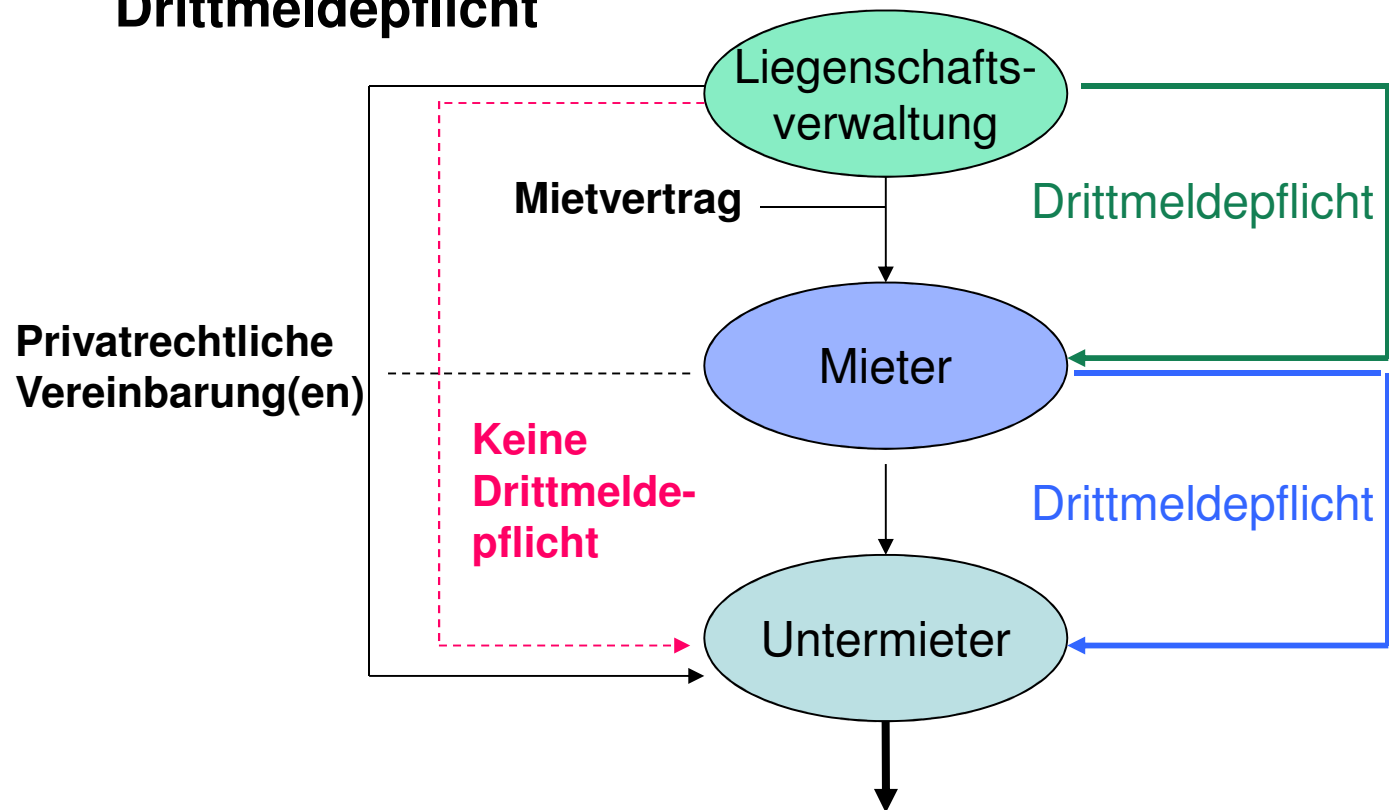 Drittmeldepflicht
Liegenschafts-
verwaltung
Mietvertrag
Drittmeldepflicht
Privatrechtliche
Vereinbarung(en)
Mieter
Keine
Drittmelde-
pflicht
Drittmeldepflicht
Untermieter